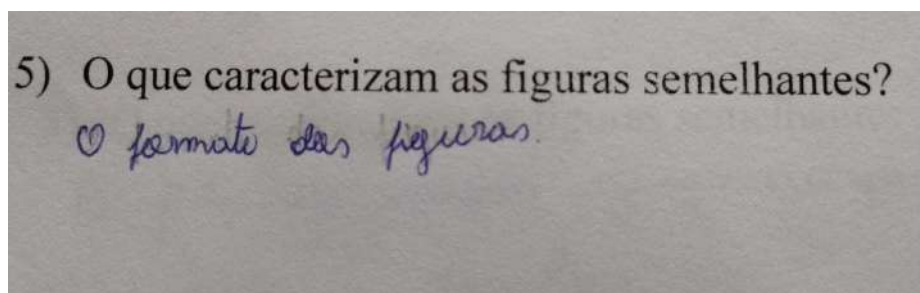 5) O que caracterizam as figuras semelhantes?
O formato das figuras.